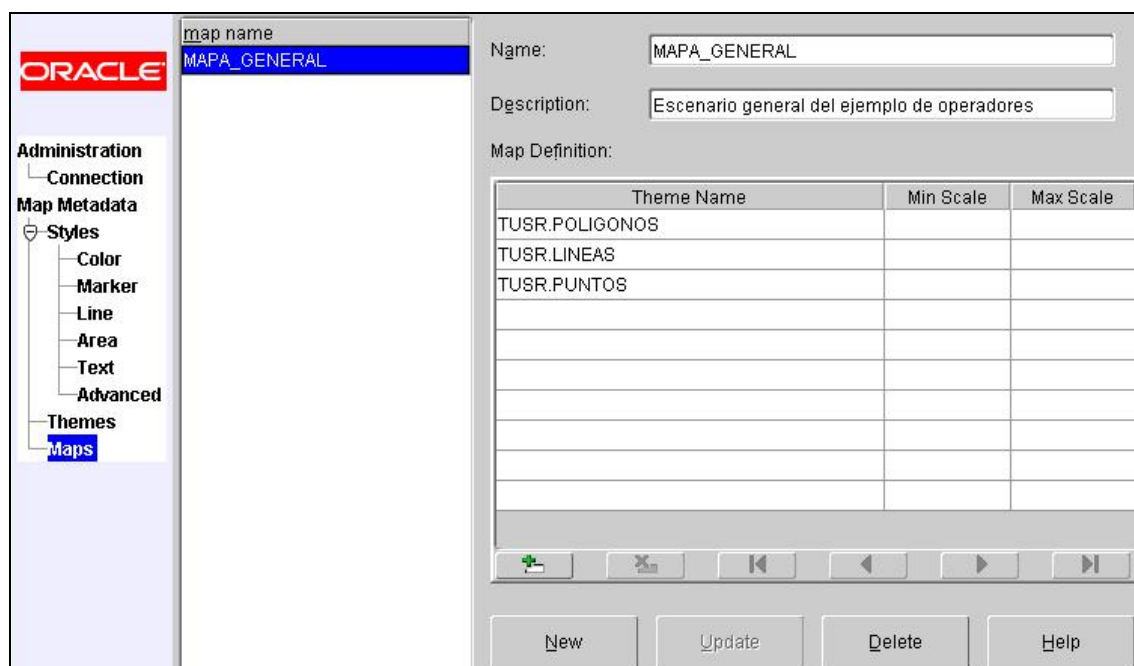 ORACLE
Administration
Connection
Map Metadata
Styles
Color
Marker
Line
Area
Text
Advanced
Themes
Maps
map name
MAPA_GENERAL
Name: MAPA_GENERAL
Description: Escenario general del ejemplo de operadores
Map Definition:
Theme Name Min Scale Max Scale
TUSR.POLIGONOS
TUSR.LINEAS
TUSR.PUNTOS
New Update Delete Help